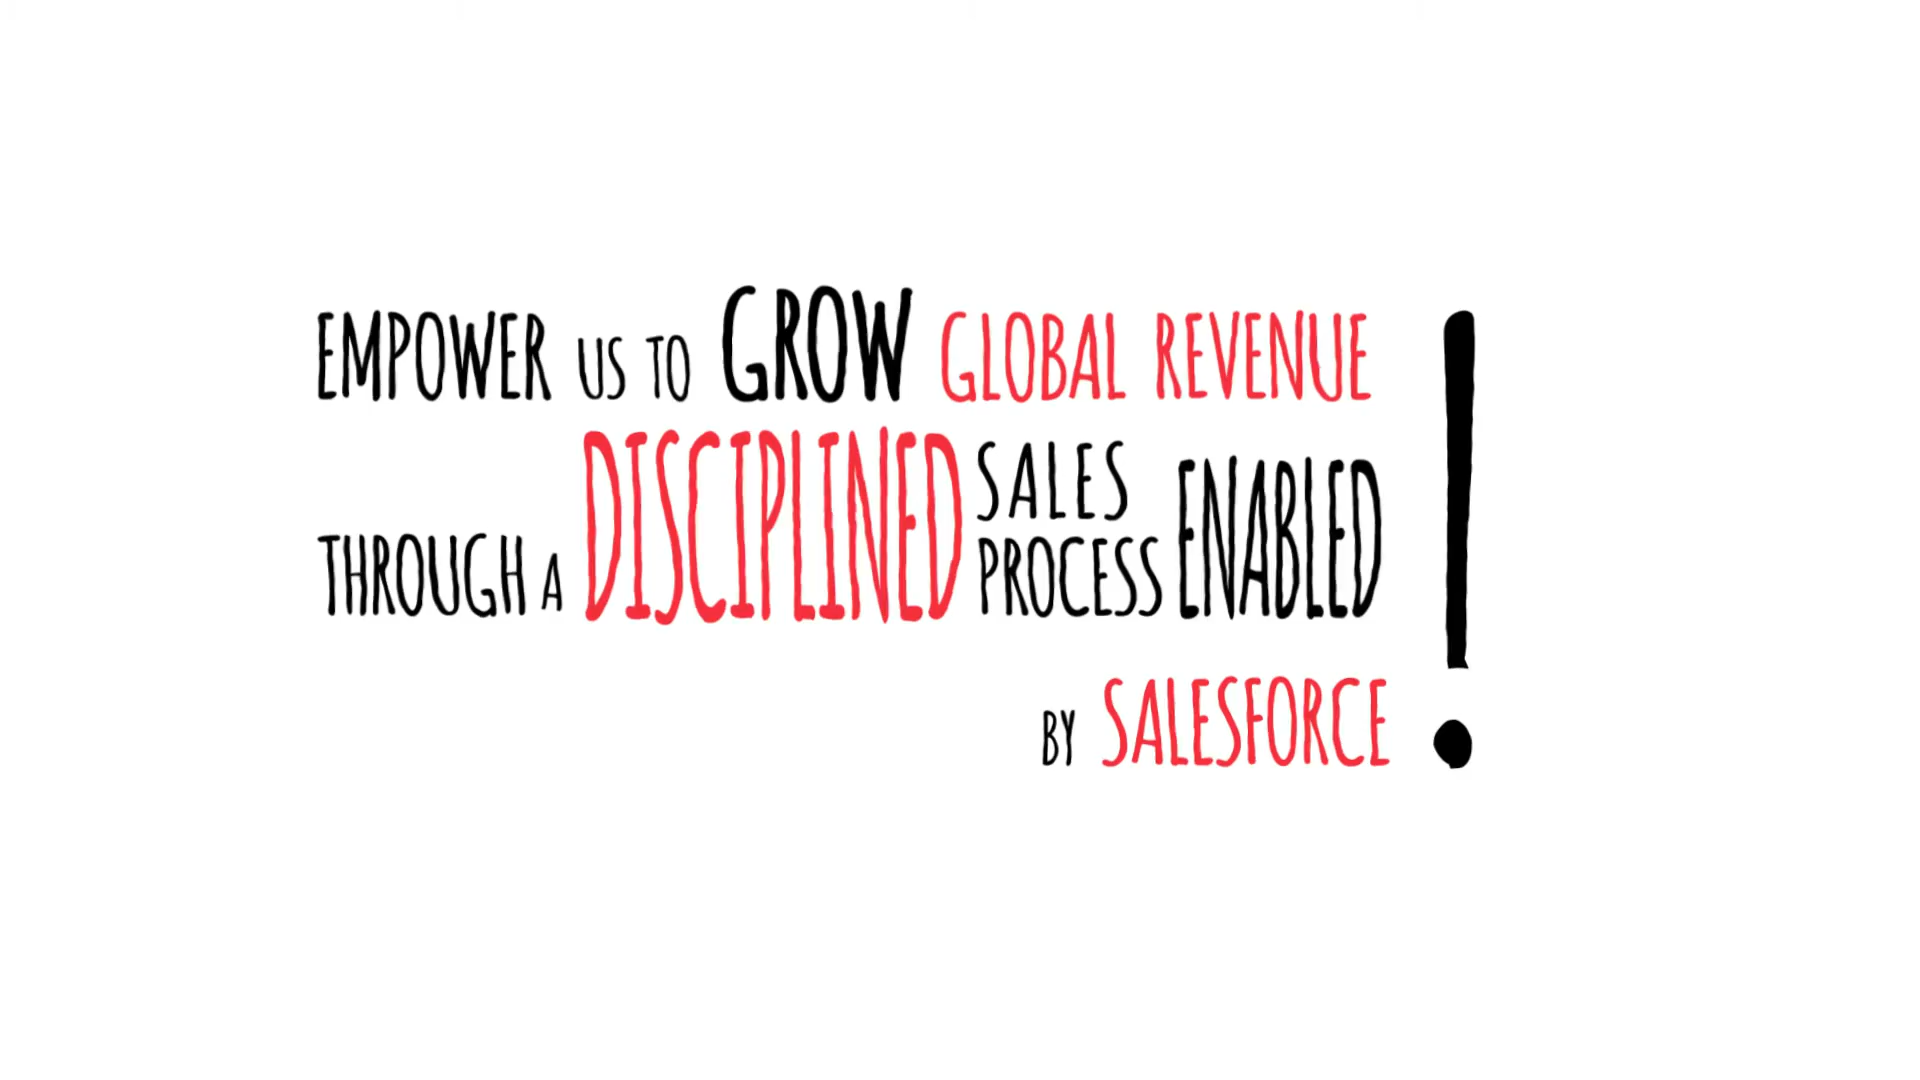 EMPOWER US TO GROW GLOBAL REVENUE
THROUGH A DISCIPLINED SALES PROCESS ENABLED
BY SALESFORCE !